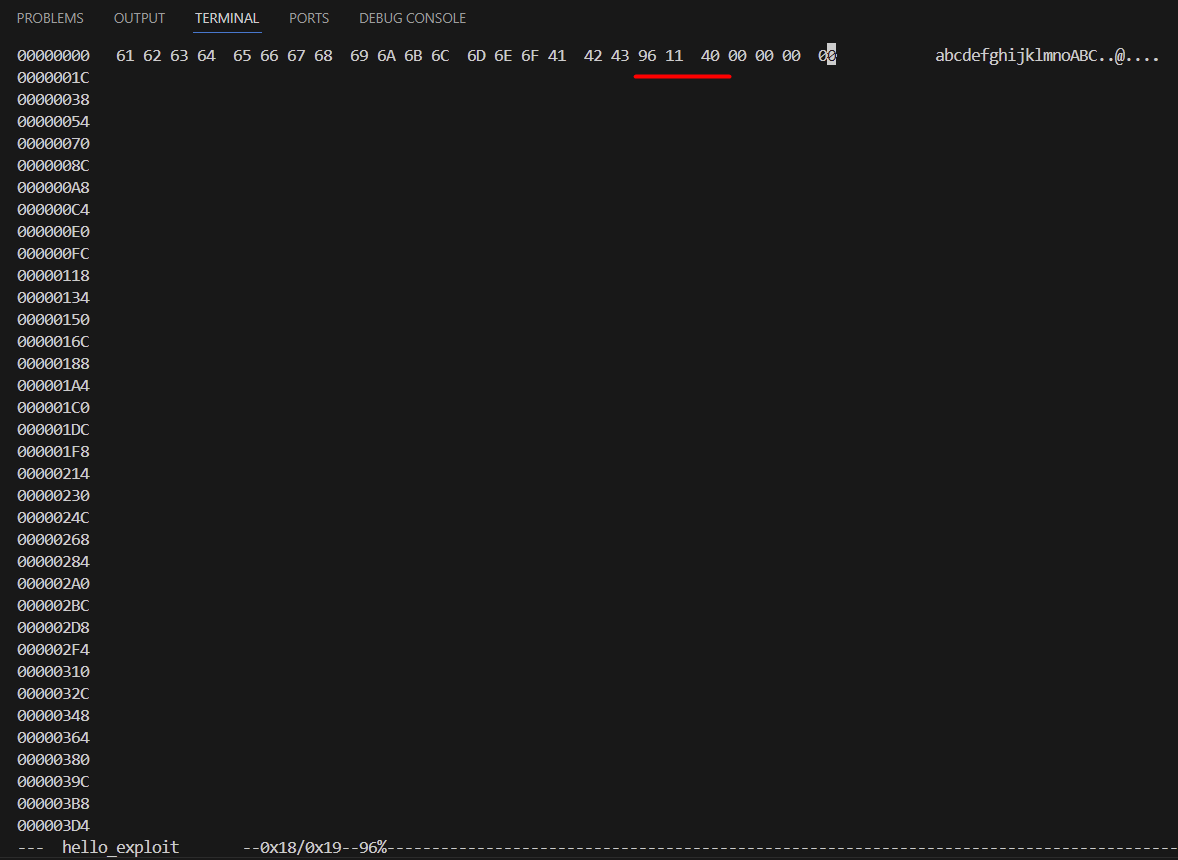 PROBLEMS OUTPUT TERMINAL PORTS DEBUG CONSOLE
00000000 61 62 63 64 65 66 67 68 69 6A 6B 6C 6D 6E 6F 41 42 43 96 11 40 00 00 00 00 abcdefghijklmnoABC..@....
0000001C
00000038
00000054
00000070
0000008C
000000A8
000000C4
000000E0
000000FC
00000118
00000134
00000150
0000016C
00000188
000001A4
000001C0
000001DC
000001F8
00000214
00000230
0000024C
00000268
00000284
000002A0
000002BC
000002D8
000002F4
00000310
0000032C
00000348
00000364
00000380
0000039C
000003B8
000003D4
--- hello_exploit --0x18/0x19--96%--------------------------------------------------------------------------------------